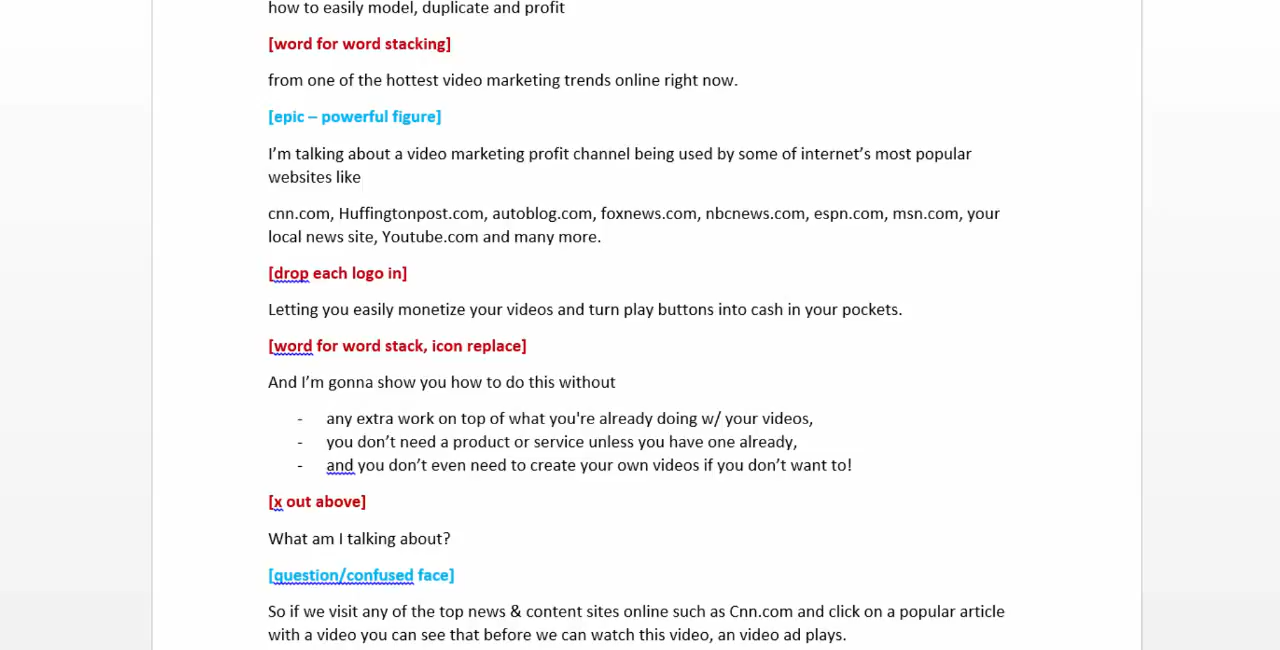 how to easily model, duplicate and profit
[word for word stacking]
from one of the hottest video marketing trends online right now.
[epic – powerful figure]
I’m talking about a video marketing profit channel being used by some of internet’s most popular
websites like
cnn.com, Huffingtonpost.com, autoblog.com, foxnews.com, nbcnews.com, espn.com, msn.com, your
local news site, Youtube.com and many more.
[drop each logo in]
Letting you easily monetize your videos and turn play buttons into cash in your pockets.
[word for word stack, icon replace]
And I’m gonna show you how to do this without
- any extra work on top of what you're already doing w/ your videos,
- you don’t need a product or service unless you have one already,
- and you don’t even need to create your own videos if you don’t want to!
[x out above]
What am I talking about?
[question/confused face]
So if we visit any of the top news & content sites online such as Cnn.com and click on a popular article
with a video you can see that before we can watch this video, an video ad plays.